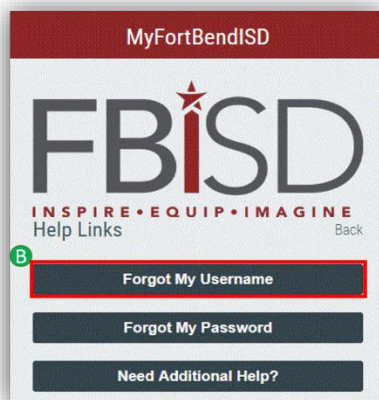 MyFortBendISD
FBISD
INSPIRE • EQUIP • IMAGINE
Help Links Back
B
Forgot My Username
Forgot My Password
Need Additional Help?